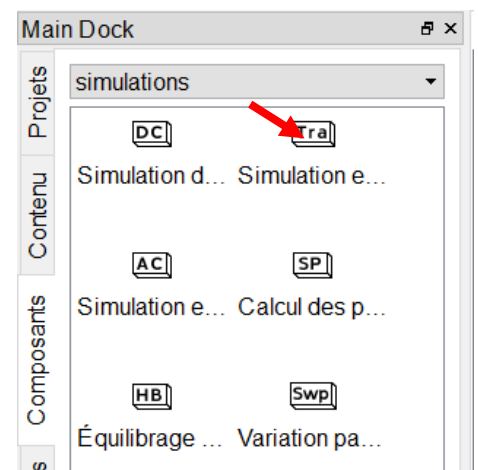 Main Dock
Projets
Contenu
Composants
simulations
DC
Tra
Simulation d...
Simulation e...
AC
SP
Simulation e...
Calcul des p...
HB
Swp
Équilibrage ...
Variation pa...